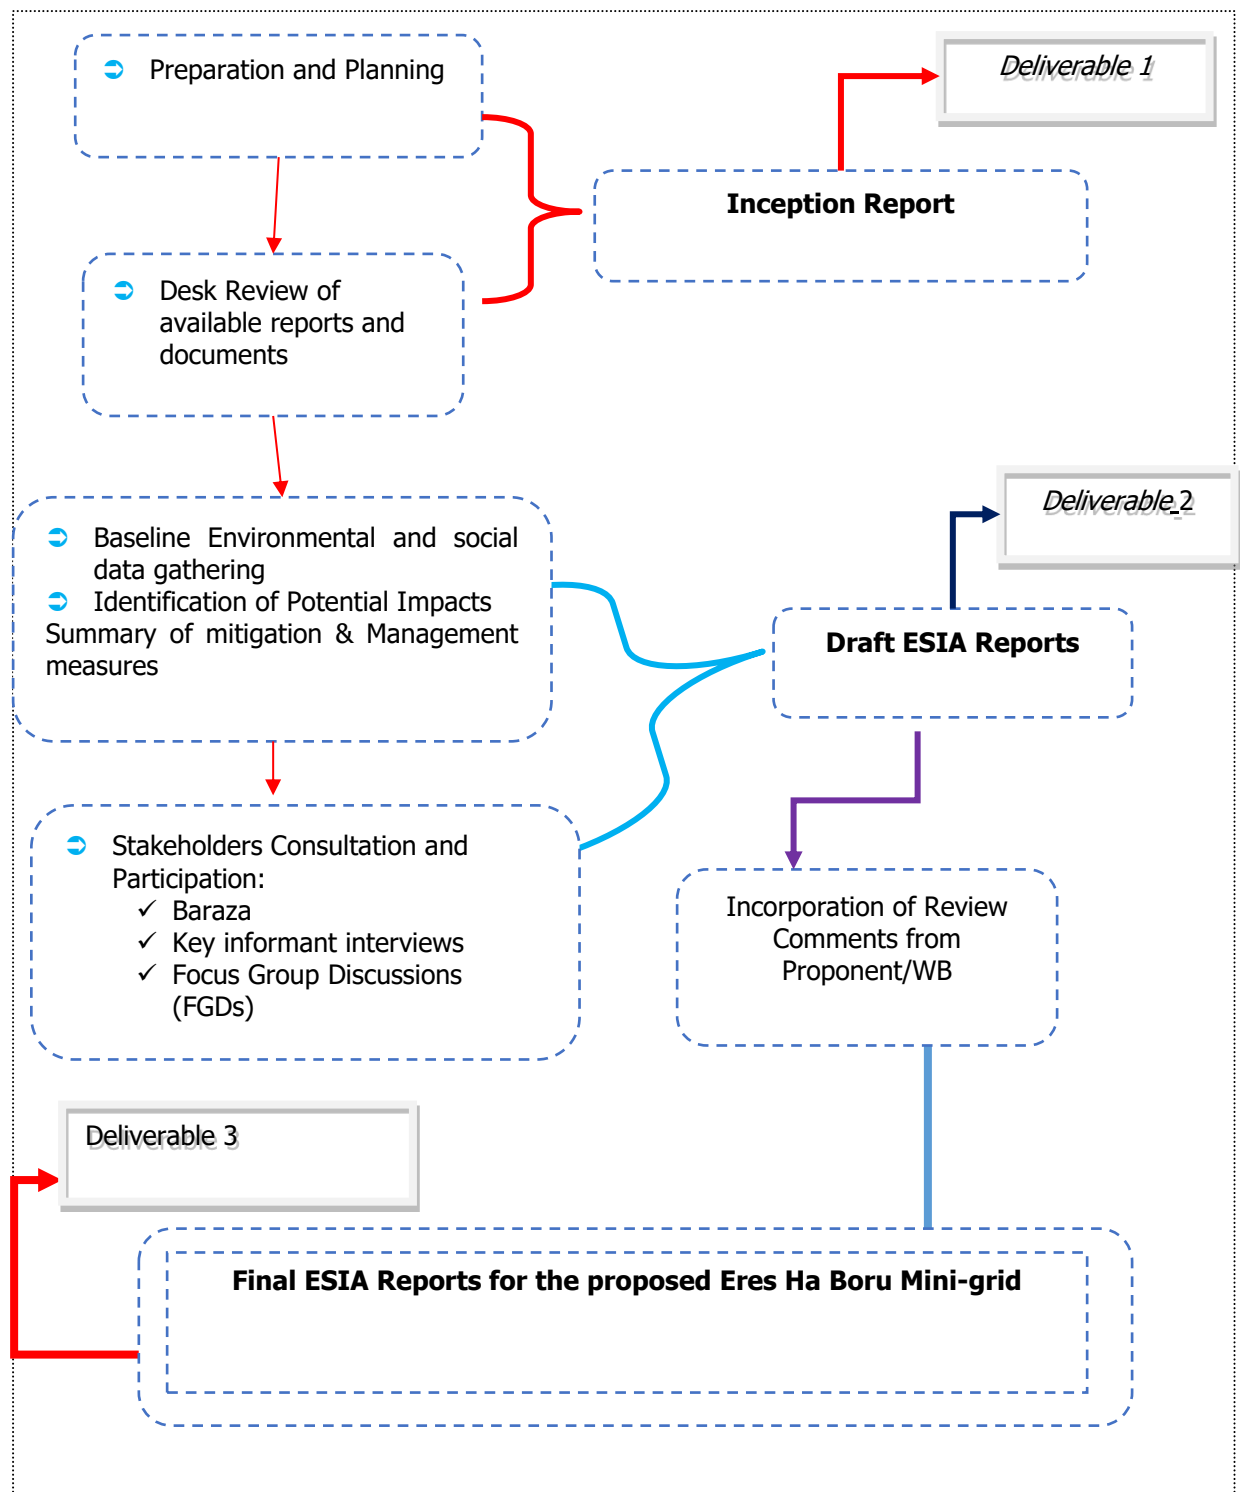 Preparation and Planning
Deliverable 1
Inception Report
Desk Review of
available reports and
documents
Deliverable 2
Baseline Environmental and social
data gathering
Identification of Potential Impacts
Summary of mitigation & Management
measures
Draft ESIA Reports
Stakeholders Consultation and
Participation:
✓ Baraza
✓ Key informant interviews
✓ Focus Group Discussions
(FGDs)
Incorporation of Review
Comments from
Proponent/WB
Deliverable 3
Final ESIA Reports for the proposed Eres Ha Boru Mini-grid